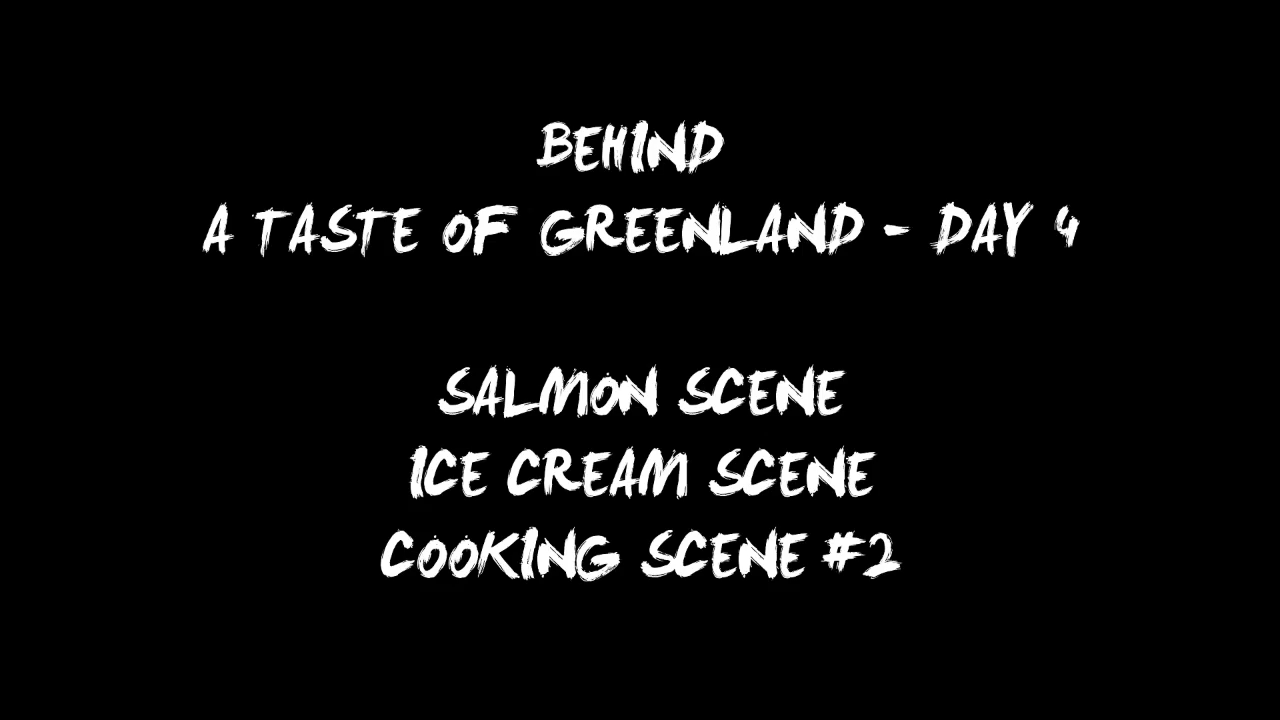 BEHIND
A TASTE OF GREENLAND - DAY 4
SALMON SCENE
ICE CREAM SCENE
COOKING SCENE #2